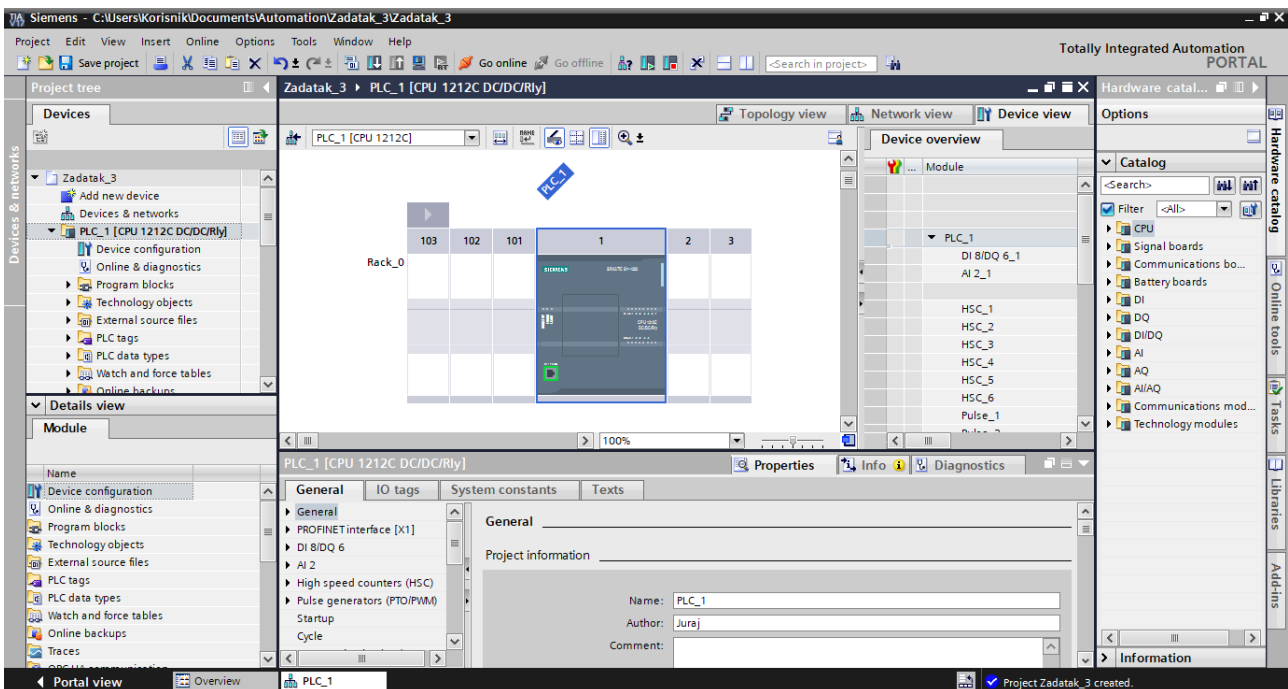 Siemens - C:\Users\Korisnik\Documents\Automation\Zadatak_3\Zadatak_3
Project Edit View Insert Online Options Tools Window Help
Totally Integrated Automation
PORTAL
Save project
Go online
Go offline
<Search in project>
Project tree
Devices
Devices & networks
Zadatak_3
Add new device
Devices & networks
PLC_1 [CPU 1212C DC/DC/Rly]
Device configuration
Online & diagnostics
Program blocks
Technology objects
External source files
PLC tags
PLC data types
Watch and force tables
Online backups
Details view
Module
Name
Device configuration
Online & diagnostics
Program blocks
Technology objects
External source files
PLC tags
PLC data types
Watch and force tables
Online backups
Traces
Zadatak_3 PLC_1 [CPU 1212C DC/DC/Rly]
Topology view
Network view
Device view
PLC_1 [CPU 1212C]
PLC_1
103 102 101 1 2 3
Rack_0
SIEMENS
100%
Device overview
... Module
PLC_1
DI 8/DQ 6_1
AI 2_1
HSC_1
HSC_2
HSC_3
HSC_4
HSC_5
HSC_6
Pulse_1
PLC_1 [CPU 1212C DC/DC/Rly]
Properties
Info
Diagnostics
General
IO tags
System constants
Texts
General
PROFINET interface [X1]
DI 8/DQ 6
AI 2
High speed counters (HSC)
Pulse generators (PTO/PWM)
Startup
Cycle
General
Project information
Name: PLC_1
Author: Juraj
Comment:
Hardware catal...
Options
Catalog
<Search>
Filter <All>
CPU
Signal boards
Communications bo...
Battery boards
DI
DQ
DI/DQ
AI
AQ
AI/AQ
Communications mod...
Technology modules
Information
Hardware catalog
Online tools
Tasks
Libraries
Add-ins
Portal view
Overview
PLC_1
Project Zadatak_3 created.